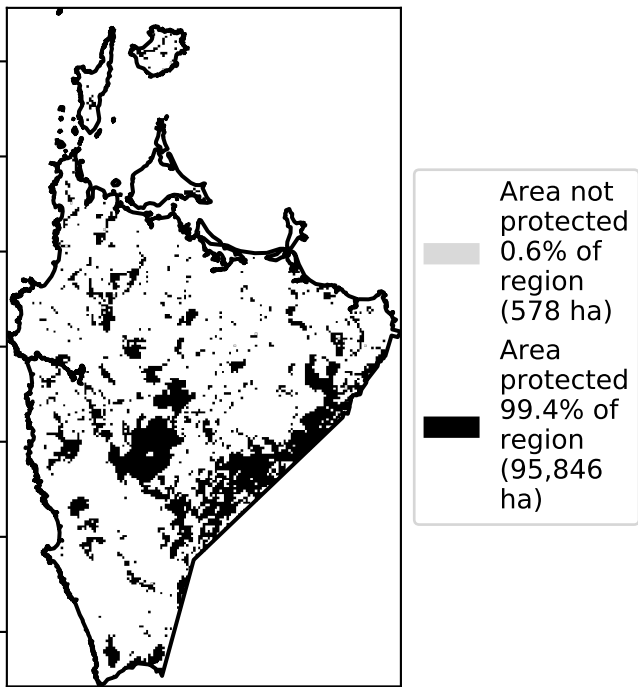 Area not
protected
0.6% of
region
(578 ha)
Area
protected
99.4% of
region
(95,846
ha)